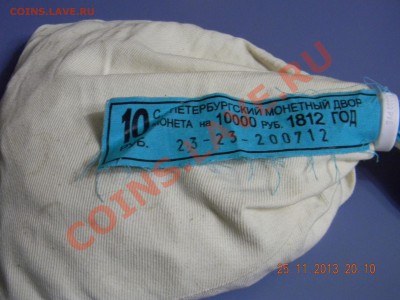 COINS.LAVE.RU
10 С. ПЕТЕРБУРГСКИЙ МОНЕТНЫЙ ДВОР
РУБ. МОНЕТА на 10000 РУБ. 1812 ГОД
23-23-200712
COINS.LAVE.RU
25 11 2013 20 10